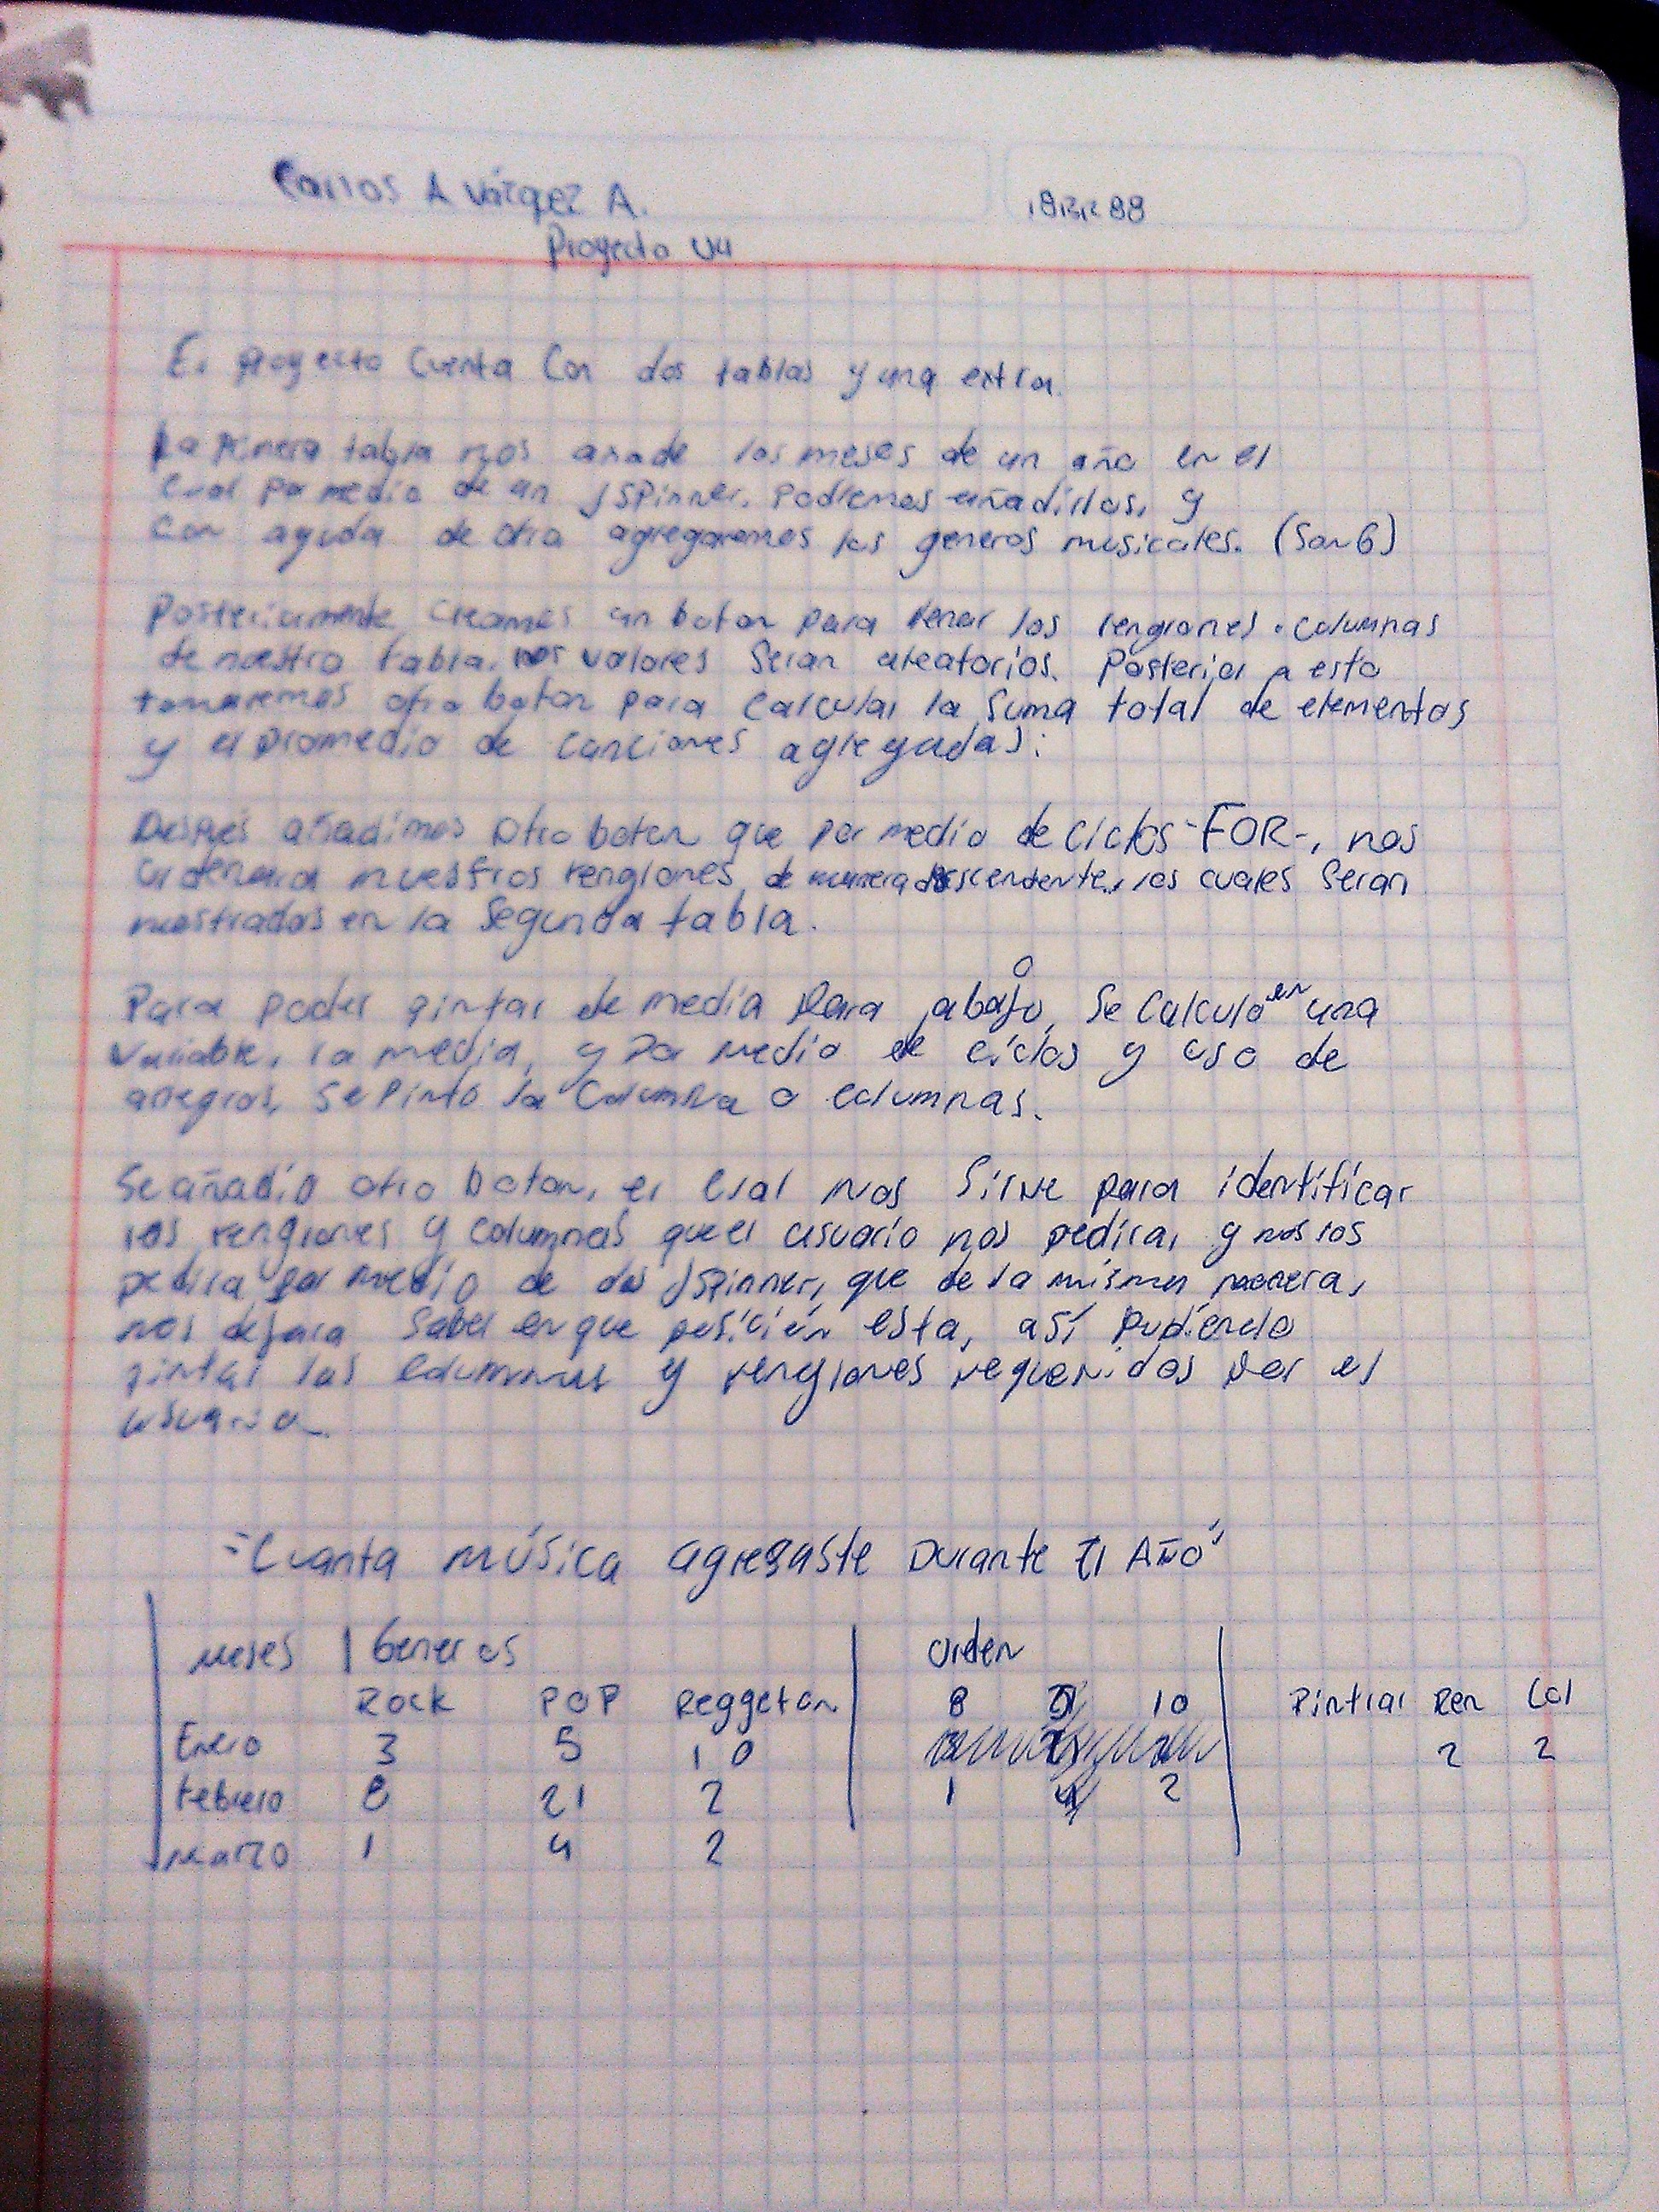 Carlos A Vázquez A.
Proyecto U4
El proyecto cuenta con dos tablas y una extra.
La primera tabla nos añade los meses de un año en el
cual por medio de un JSpinner, podremos añadirlos, y
con ayuda de otro agregaremos los generos musicales. (Son 6)
Posteriormente creamos un boton para llenar los renglones . columnas
de nuestra tabla. los valores seran aleatorios. Posterior a esto
tomaremos otro boton para calcular la suma total de elementos
y el promedio de canciones agregadas.
Despues añadimos otro boton que por medio de ciclos -FOR-, nos
ordenara nuestros renglones de manera descendente, los cuales seran
mostrados en la segunda tabla.
Para poder pintar de media para abajo, se calculó en una
variable, la media, y por medio de ciclos y uso de
arreglos, se pintó la columna o columnas.
Se añadió otro boton, el cual nos sirve para identificar
los renglones y columnas que el usuario nos pedira, y nos los
pedira por medio de dos JSpinner, que de la misma manera,
nos dejara saber en que posición esta, así pudiendo
pintar las columnas y renglones requeridos por el
usuario.
"Cuanta música agregaste Durante El Año"
Meses | Generos Orden
Rock POP Reggeton 8 10 Pintrar Ren Col
Enero 3 5 10 2 2
Febrero 8 21 2 1 4 2
Marzo 1 4 2